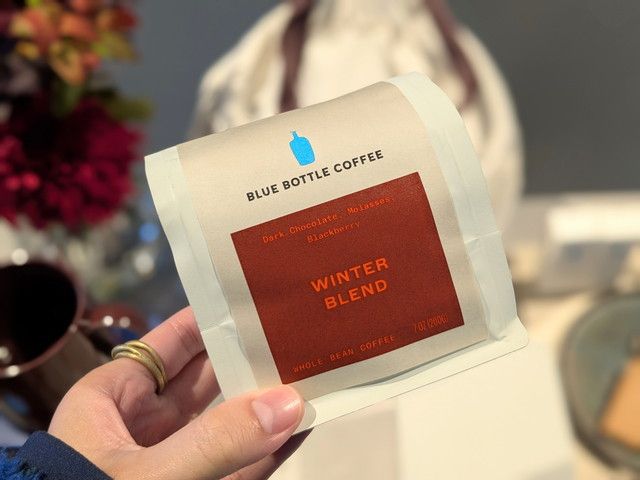 BLUE BOTTLE COFFEE
Dark Chocolate, Molasses,
Blackberry
WINTER
BLEND
WHOLE BEAN COFFEE 7 OZ (200G)